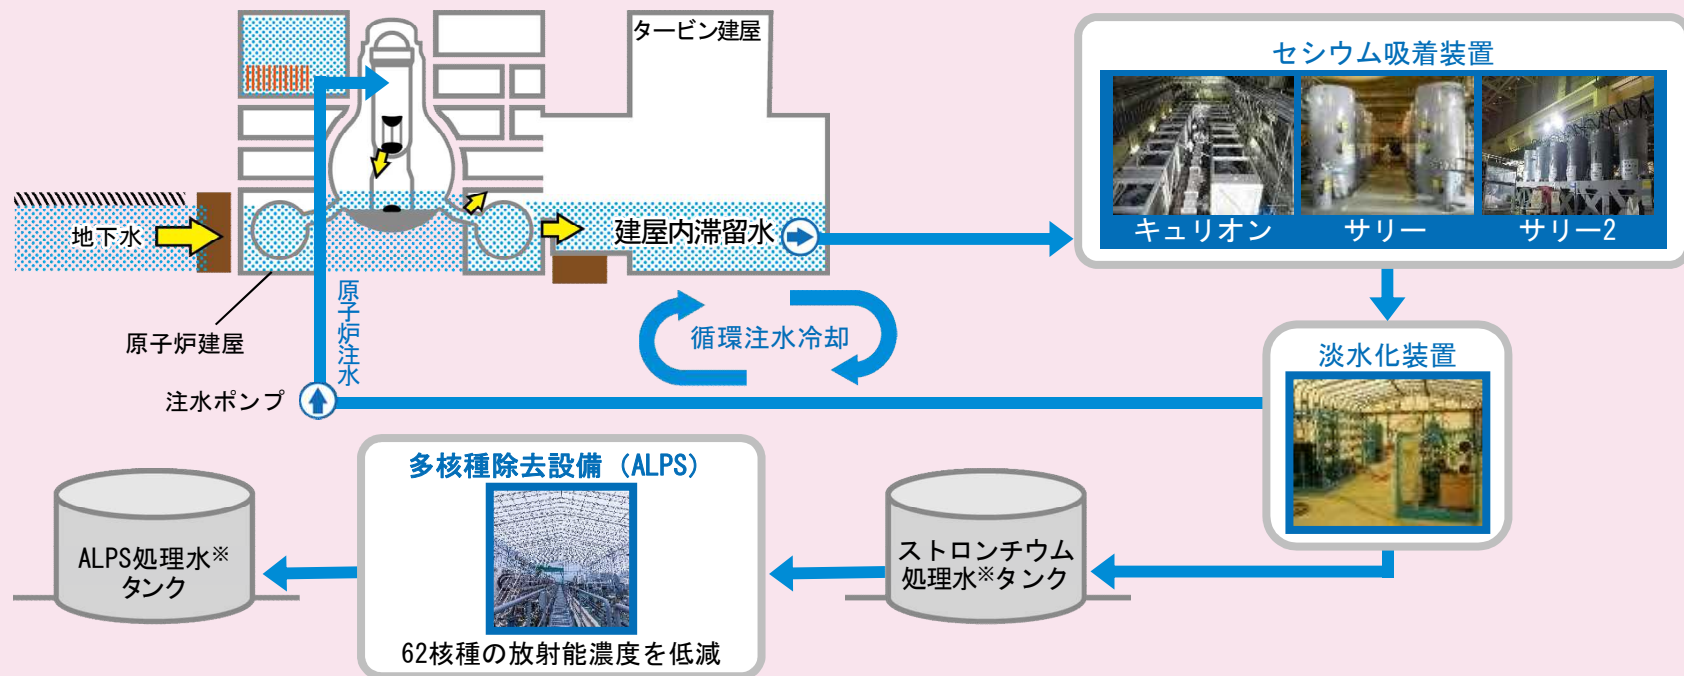 タービン建屋
セシウム吸着装置
キュリオン
サリー
サリー2
地下水
建屋内滞留水
原子炉建屋
原子炉注水
循環注水冷却
淡水化装置
注水ポンプ
多核種除去設備（ALPS）
62核種の放射能濃度を低減
ストロンチウム
処理水※タンク
ALPS処理水※
タンク